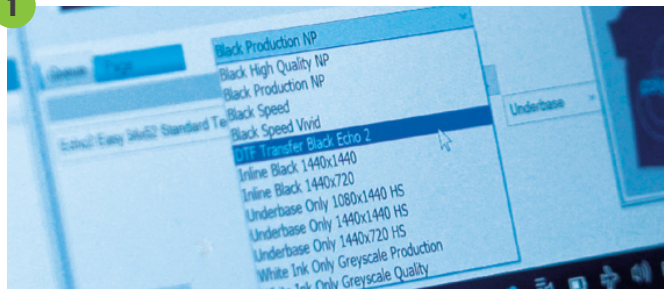 1
Black Production NP
Queue
Page
Black High Quality NP
Black Production NP
Black Speed
Black Speed Vivid
Standard
Underbase
DTF Transfer Black Echo 2
Inline Black 1440x1440
Inline Black 1440x720
Underbase Only 1080x1440 HS
Underbase Only 1440x1440 HS
Underbase Only 1440x720 HS
White Ink Only Greyscale Production
White Ink Only Greyscale Quality